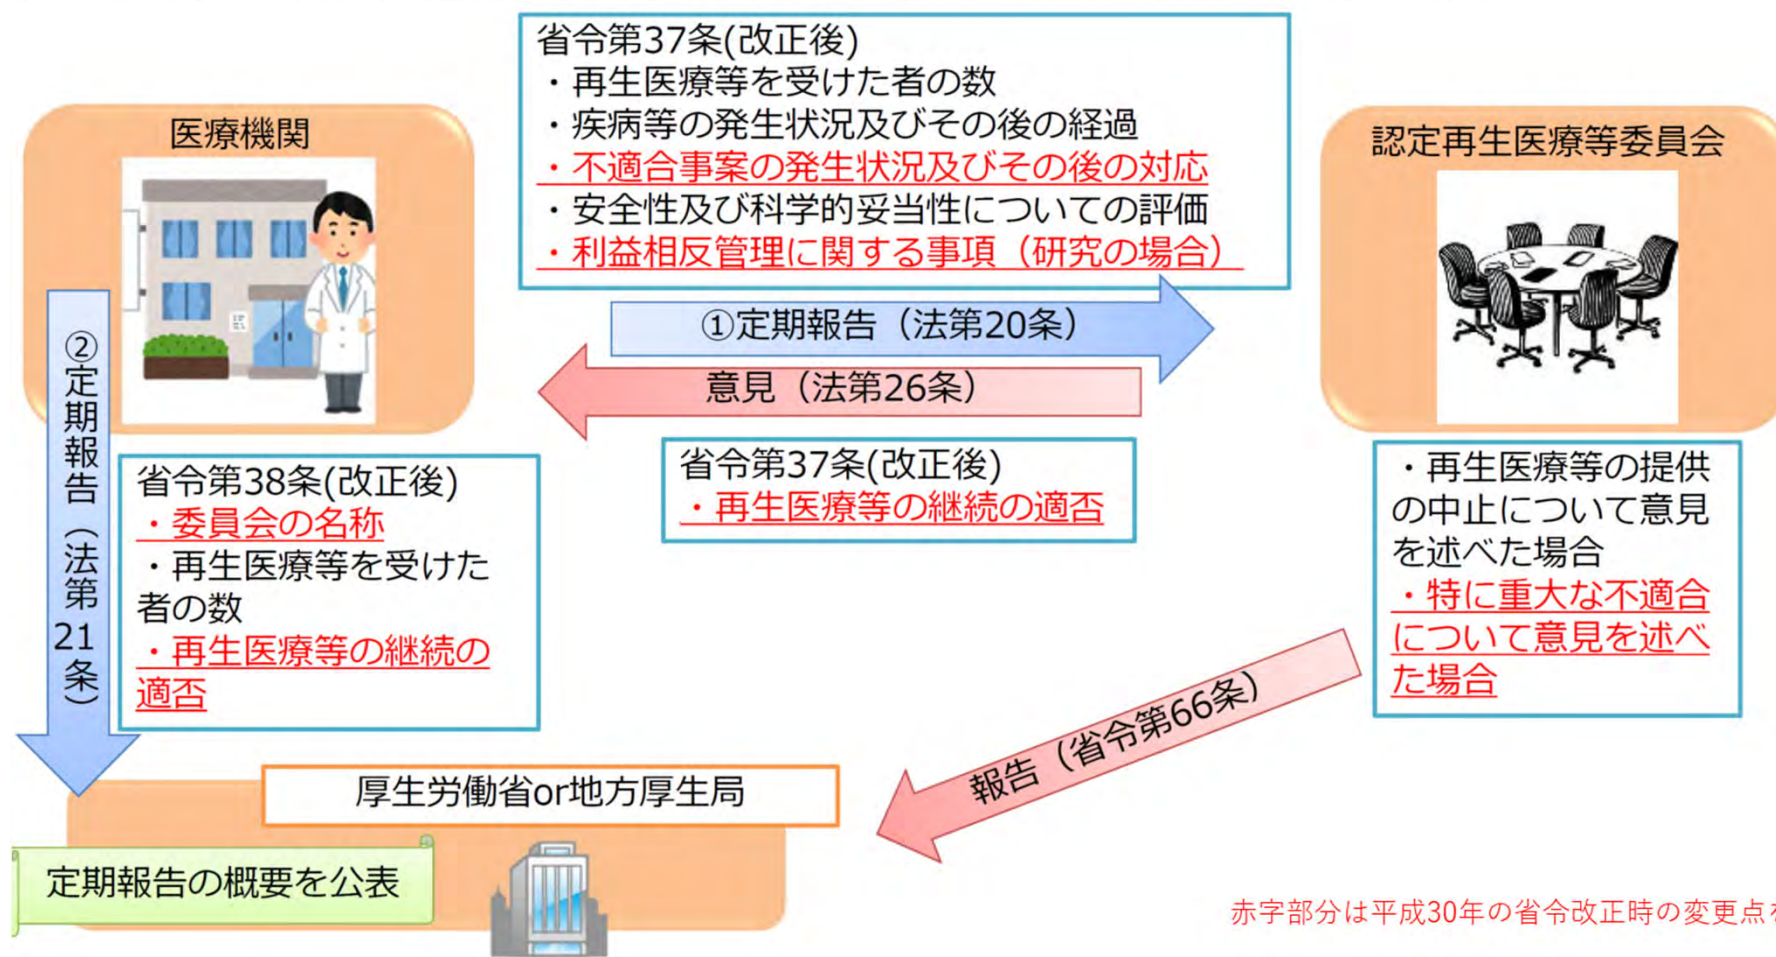 省令第37条(改正後)
・再生医療等を受けた者の数
・疾病等の発生状況及びその後の経過
・不適合事案の発生状況及びその後の対応
・安全性及び科学的妥当性についての評価
・利益相反管理に関する事項（研究の場合）
医療機関
認定再生医療等委員会
①定期報告（法第20条）
意見（法第26条）
省令第37条(改正後)
・再生医療等の継続の適否
②定期報告（法第21条）
省令第38条(改正後)
・委員会の名称
・再生医療等を受けた
者の数
・再生医療等の継続の
適否
・再生医療等の提供
の中止について意見
を述べた場合
・特に重大な不適合
について意見を述べ
た場合
報告（省令第66条）
厚生労働省or地方厚生局
定期報告の概要を公表
赤字部分は平成30年の省令改正時の変更点を